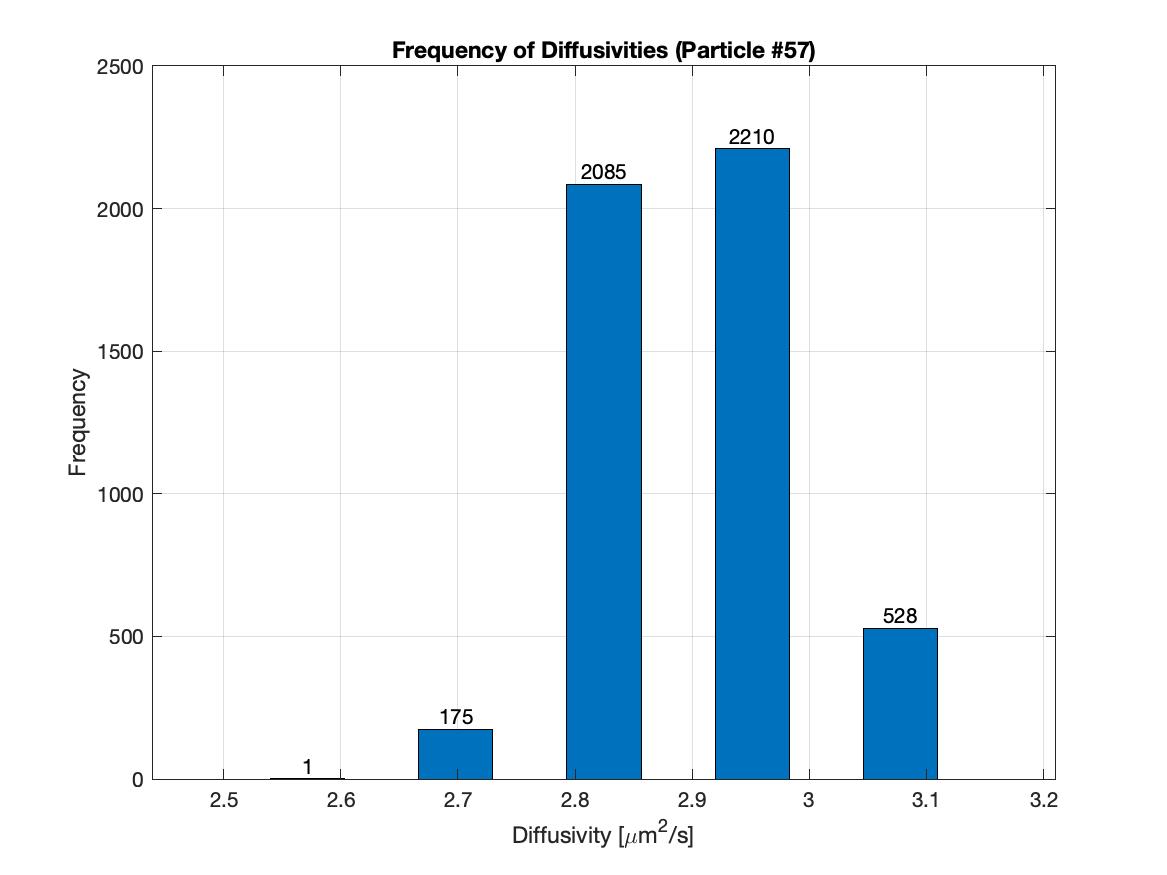 Frequency of Diffusivities (Particle #57)
2500
2000
1500
1000
500
0
Frequency
1
175
2085
2210
528
2.5 2.6 2.7 2.8 2.9 3 3.1 3.2
Diffusivity [μm²/s]